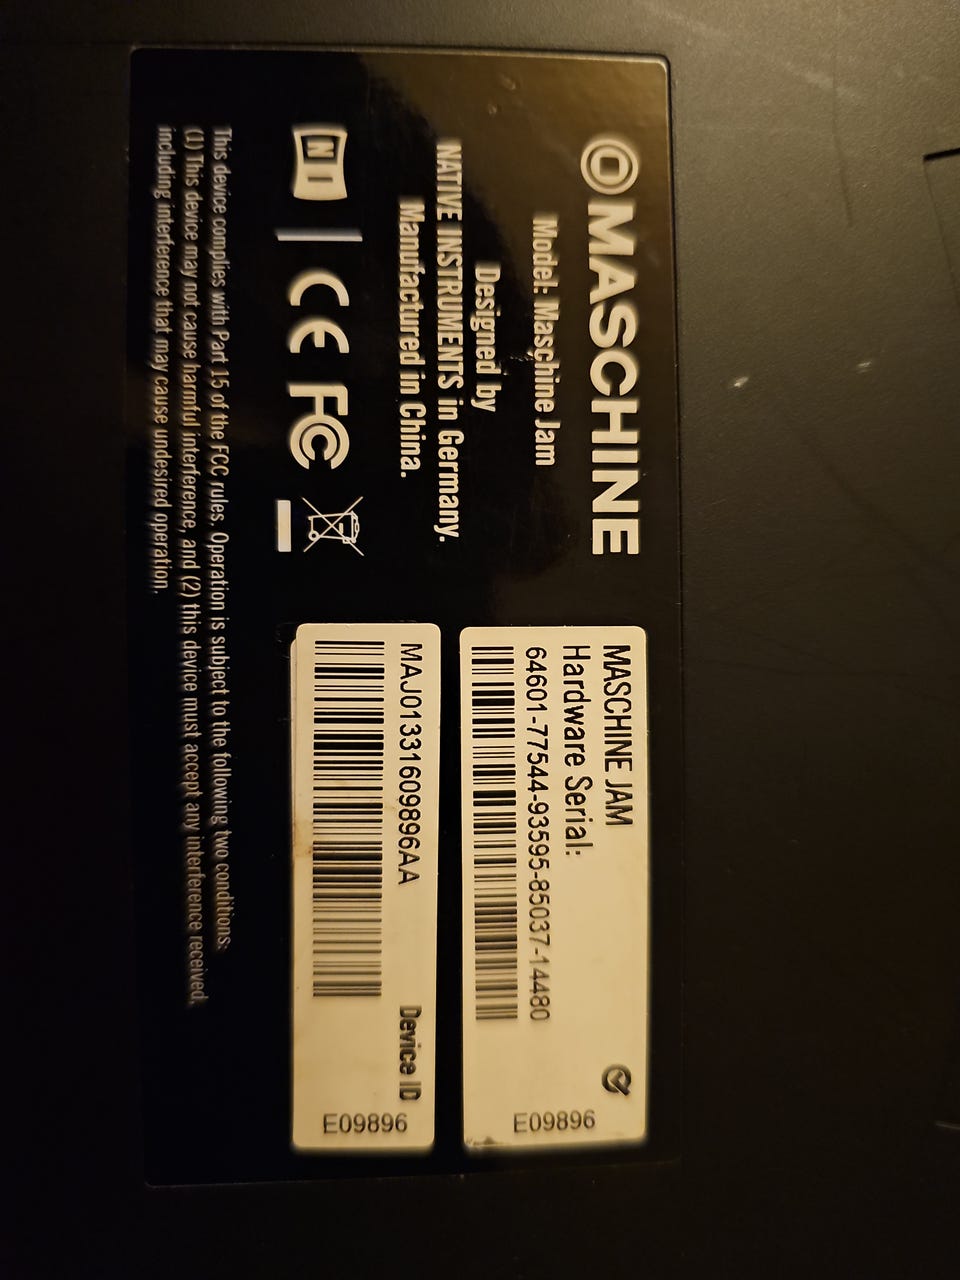 MASCHINE
Model: Maschine Jam
Designed by
NATIVE INSTRUMENTS in Germany.
Manufactured in China.
NI CE FC
This device complies with Part 15 of the FCC rules. Operation is subject to the following two conditions:
(1) This device may not cause harmful interference, and (2) this device must accept any interference received,
including interference that may cause undesired operation.
MASCHINE JAM
Hardware Serial:
64601-77544-93595-85037-14480
E09896
MAJ01331609896AA Device ID
E09896